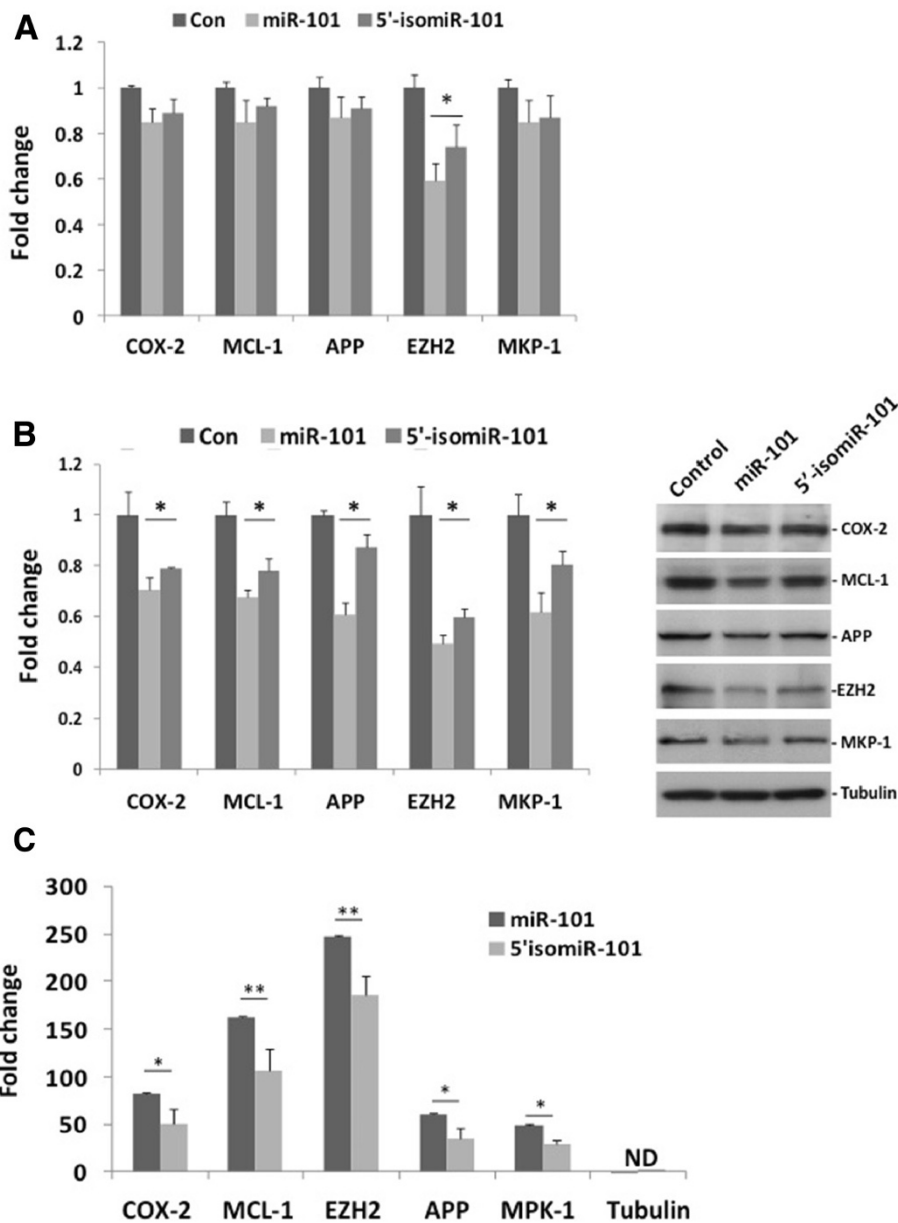 A
Con miR-101 5'-isomiR-101
Fold change
1.2
1
0.8
0.6
0.4
0.2
0
*
COX-2 MCL-1 APP EZH2 MKP-1
B
Con miR-101 5'-isomiR-101
Fold change
1.2
1
0.8
0.6
0.4
0.2
0
* * * * *
COX-2 MCL-1 APP EZH2 MKP-1
Control miR-101 5'-isomiR-101
- COX-2
- MCL-1
- APP
-EZH2
- MKP-1
- Tubulin
C
Fold change
300
250
200
150
100
50
0
miR-101
5'isomiR-101
* ** ** * *
ND
COX-2 MCL-1 EZH2 APP MPK-1 Tubulin